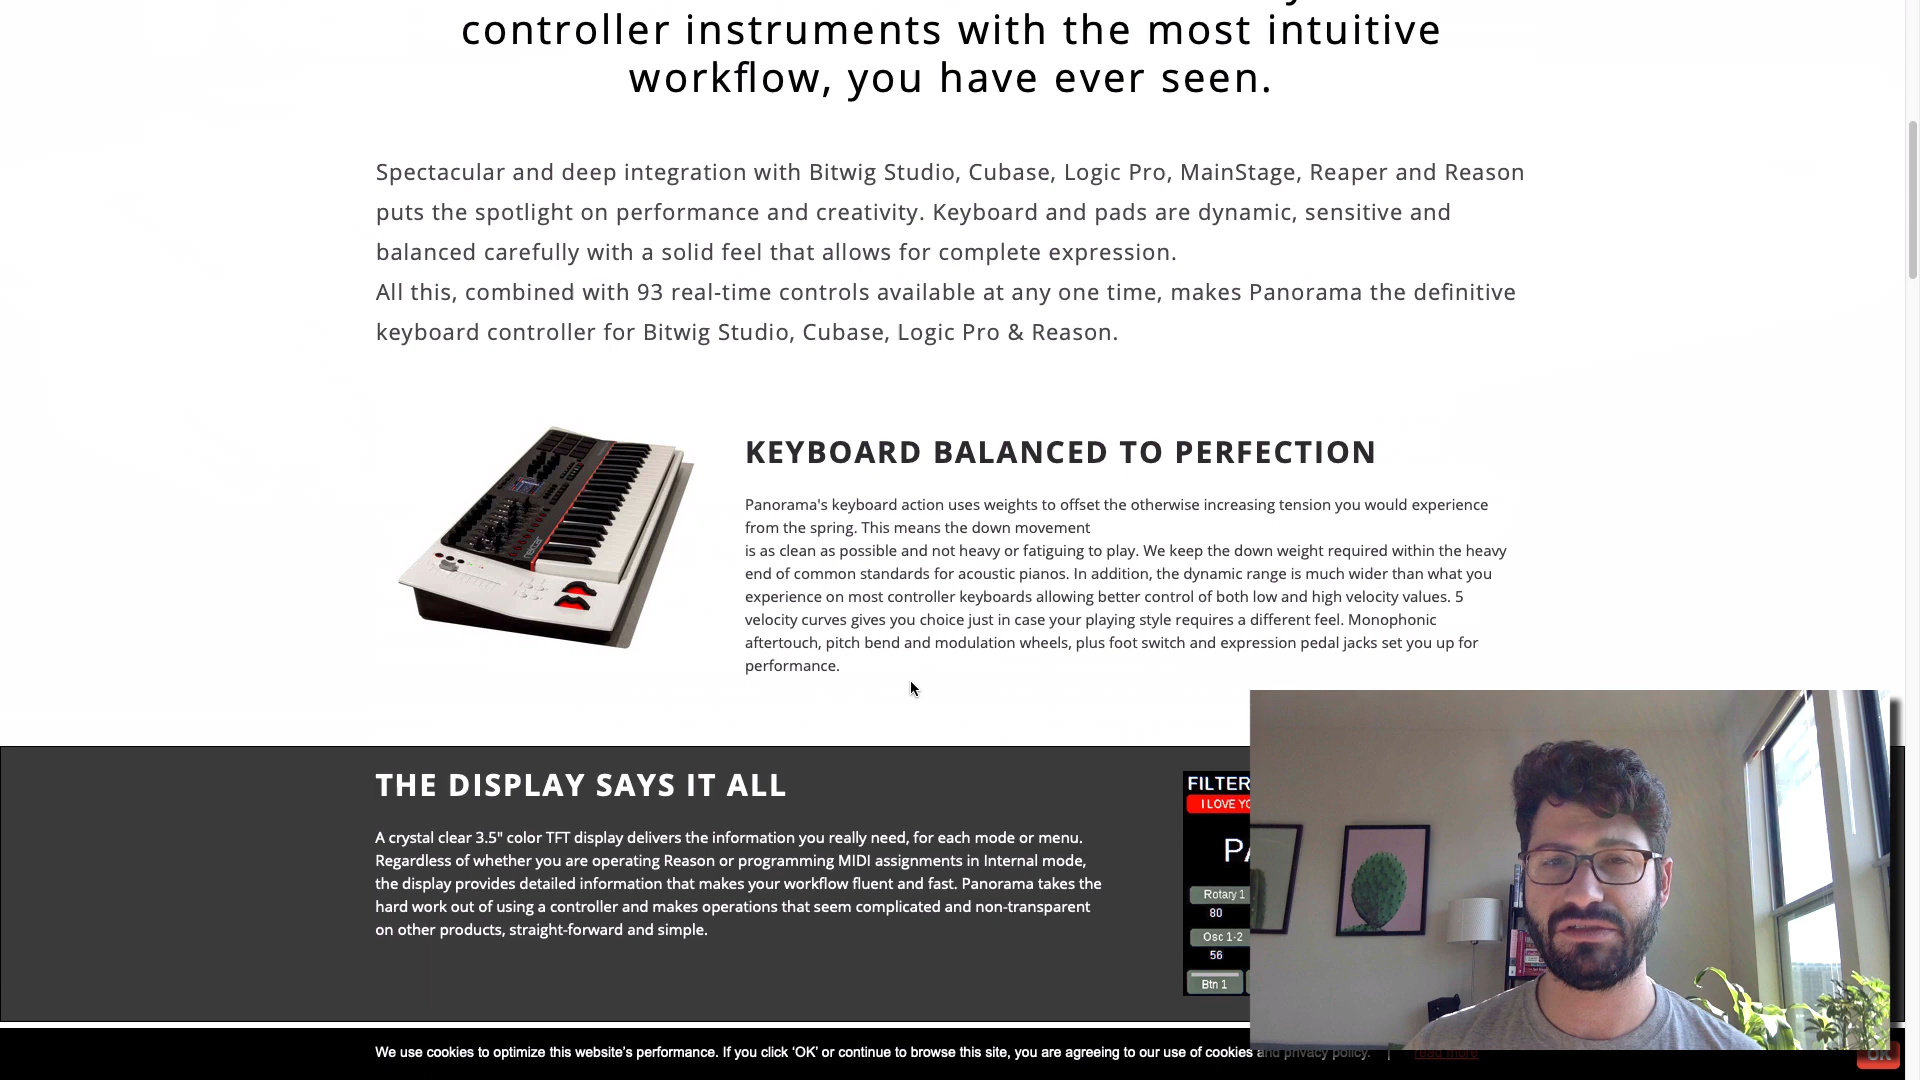 controller instruments with the most intuitive
workflow, you have ever seen.
Spectacular and deep integration with Bitwig Studio, Cubase, Logic Pro, MainStage, Reaper and Reason
puts the spotlight on performance and creativity. Keyboard and pads are dynamic, sensitive and
balanced carefully with a solid feel that allows for complete expression.
All this, combined with 93 real-time controls available at any one time, makes Panorama the definitive
keyboard controller for Bitwig Studio, Cubase, Logic Pro & Reason.
KEYBOARD BALANCED TO PERFECTION
Panorama's keyboard action uses weights to offset the otherwise increasing tension you would experience
from the spring. This means the down movement
is as clean as possible and not heavy or fatiguing to play. We keep the down weight required within the heavy
end of common standards for acoustic pianos. In addition, the dynamic range is much wider than what you
experience on most controller keyboards allowing better control of both low and high velocity values. 5
velocity curves gives you choice just in case your playing style requires a different feel. Monophonic
aftertouch, pitch bend and modulation wheels, plus foot switch and expression pedal jacks set you up for
performance.
nektar
THE DISPLAY SAYS IT ALL
A crystal clear 3.5" color TFT display delivers the information you really need, for each mode or menu.
Regardless of whether you are operating Reason or programming MIDI assignments in Internal mode,
the display provides detailed information that makes your workflow fluent and fast. Panorama takes the
hard work out of using a controller and makes operations that seem complicated and non-transparent
on other products, straight-forward and simple.
FILTER
I LOVE YO
PA
Rotary 1
80
Osc 1-2
56
Btn 1
We use cookies to optimize this website's performance. If you click ‘OK’ or continue to browse this site, you are agreeing to our use of cookies and privacy policy. | read more
OK